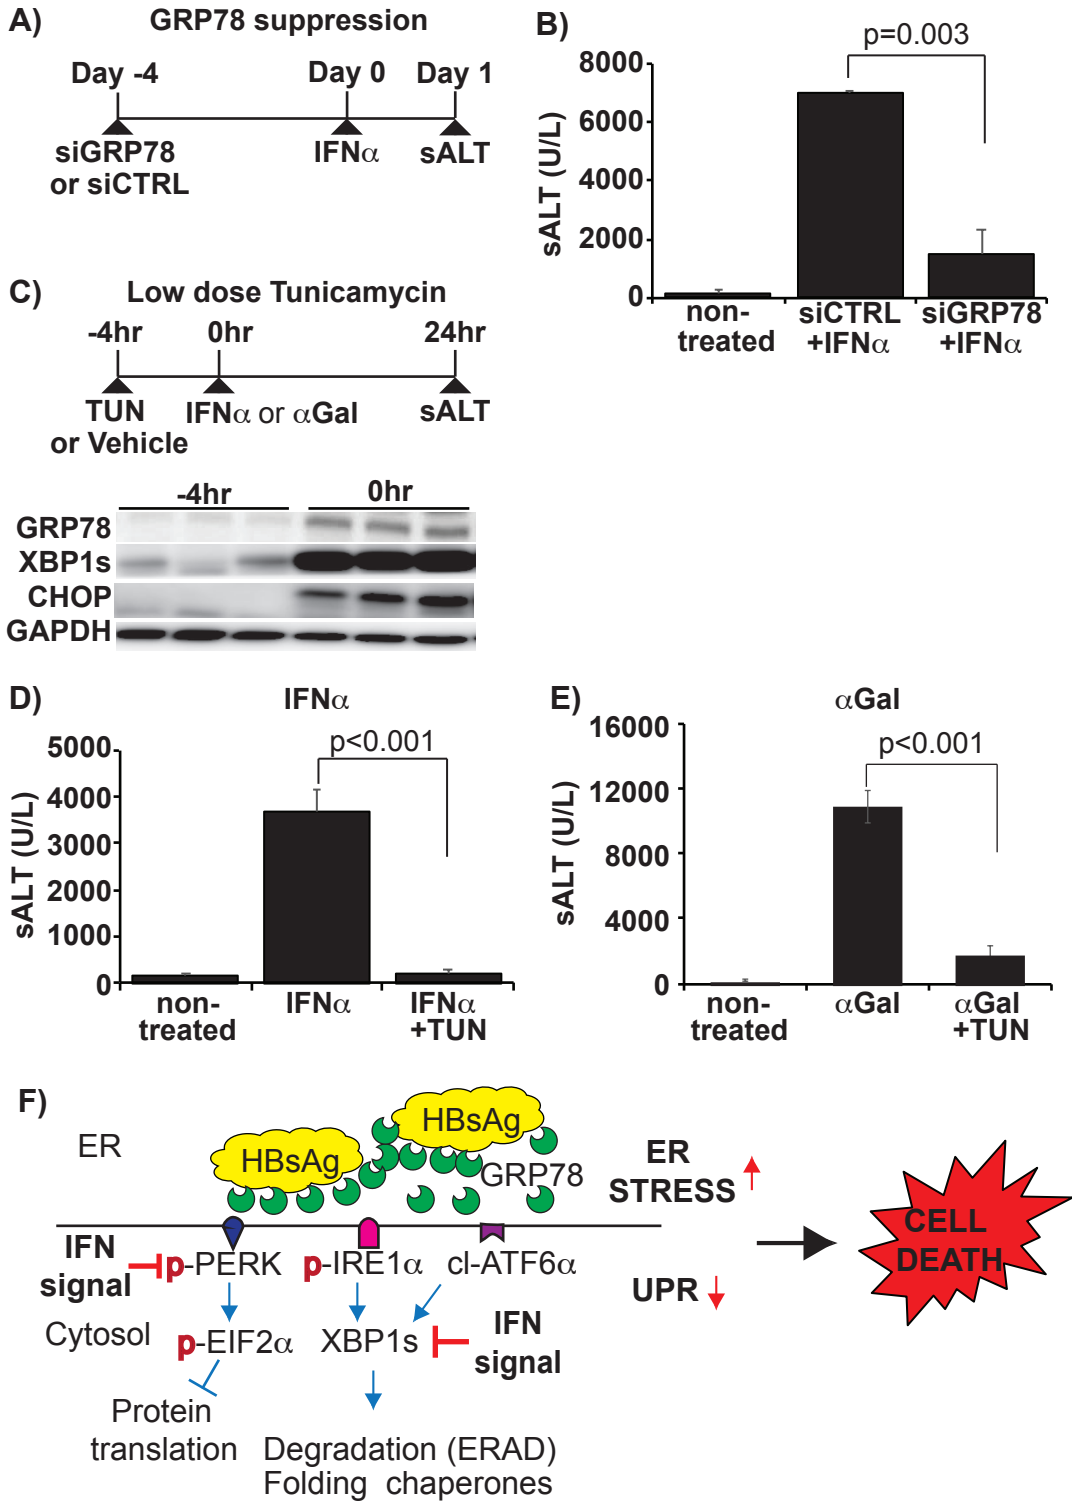 A) GRP78 suppression
Day -4 Day 0 Day 1
siGRP78 IFNα sALT
or siCTRL
B)
p=0.003
8000
6000
4000
2000
0
sALT (U/L)
non- siCTRL siGRP78
treated +IFNα +IFNα
C) Low dose Tunicamycin
-4hr 0hr 24hr
TUN IFNα or αGal sALT
or Vehicle
-4hr 0hr
GRP78
XBP1s
CHOP
GAPDH
D) IFNα
p<0.001
5000
4000
3000
2000
1000
0
sALT (U/L)
non- IFNα IFNα
treated +TUN
E) αGal
p<0.001
16000
12000
8000
4000
0
sALT (U/L)
non- αGal αGal
treated +TUN
F)
ER
HBsAg
HBsAg
GRP78
IFN
signal
p-PERK p-IRE1α cl-ATF6α
Cytosol
p-EIF2α XBP1s
IFN
signal
Protein
translation
Degradation (ERAD)
Folding chaperones
ER
STRESS
UPR
CELL
DEATH